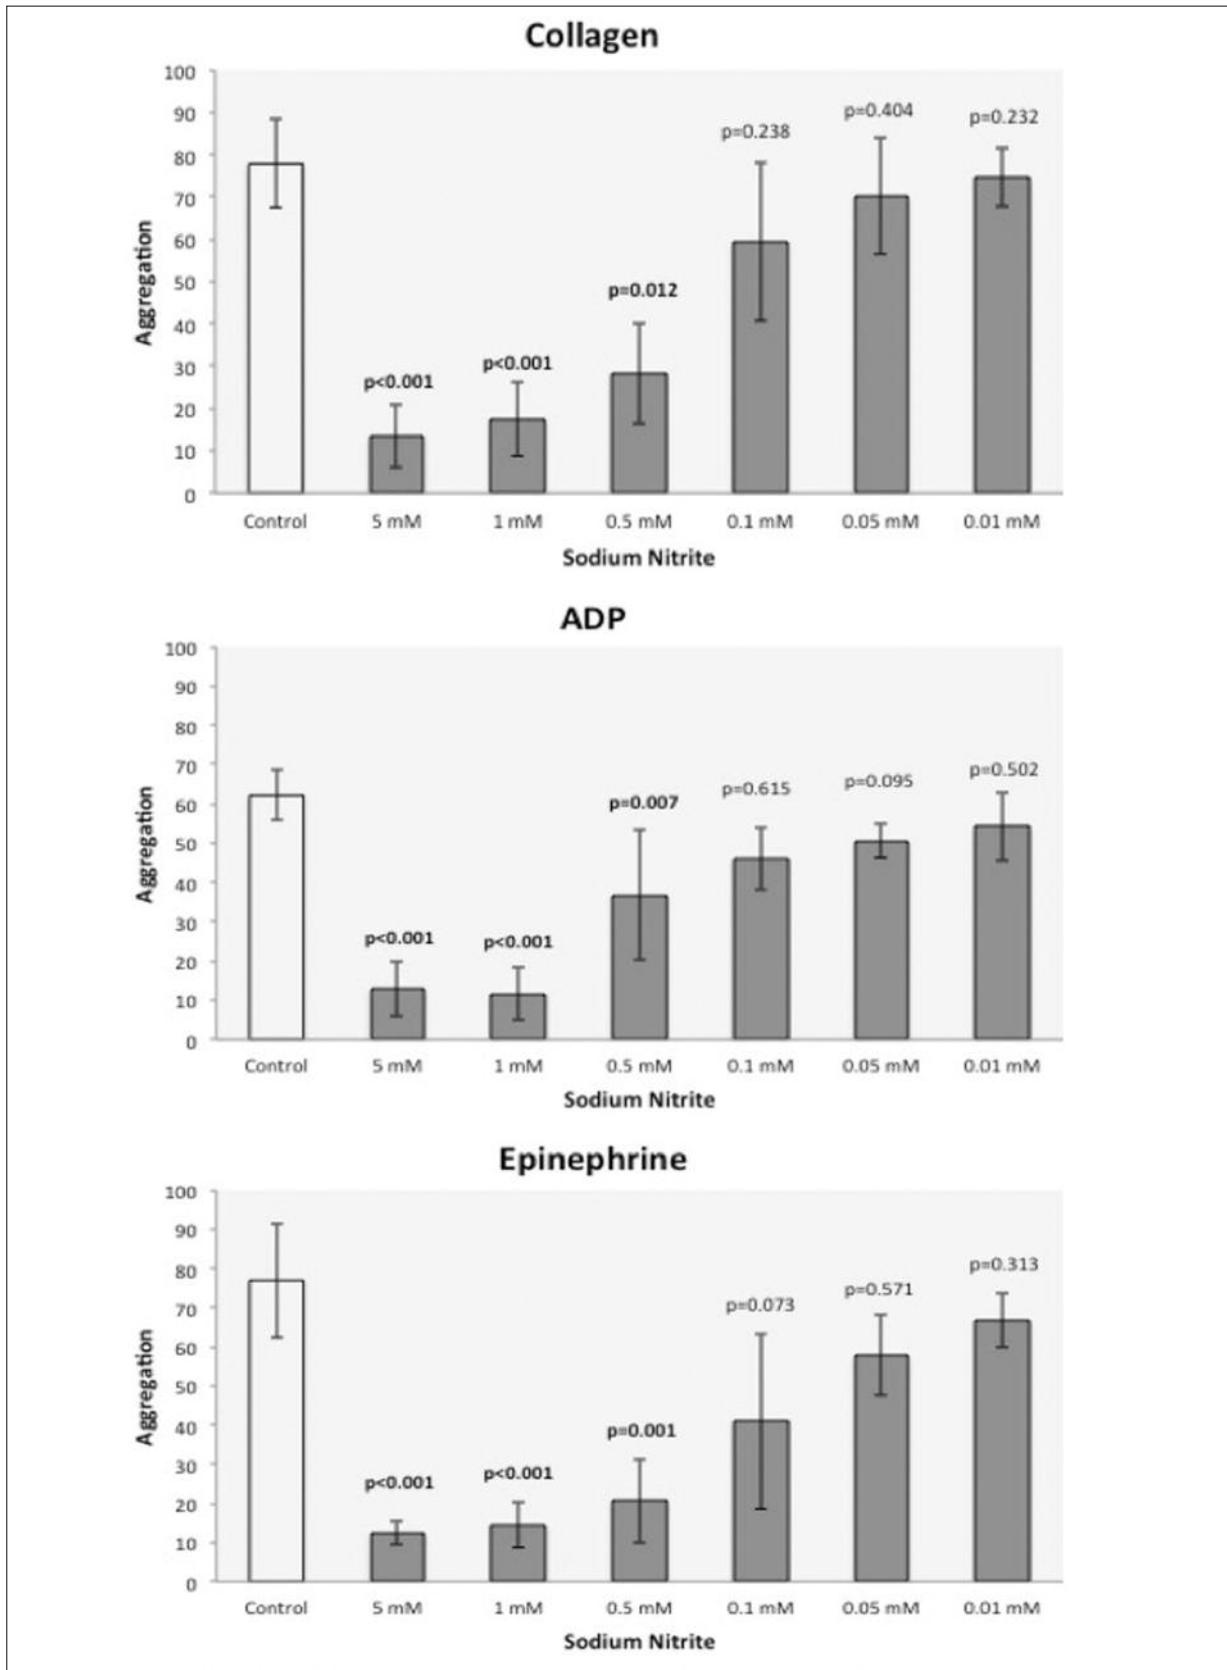 Collagen
100
90
80
70
60
50
40
30
20
10
0
Aggregation
p<0.001
p<0.001
p=0.012
p=0.238
p=0.404
p=0.232
Control 5 mM 1 mM 0.5 mM 0.1 mM 0.05 mM 0.01 mM
Sodium Nitrite
ADP
100
90
80
70
60
50
40
30
20
10
0
Aggregation
p<0.001
p<0.001
p=0.007
p=0.615
p=0.095
p=0.502
Control 5 mM 1 mM 0.5 mM 0.1 mM 0.05 mM 0.01 mM
Sodium Nitrite
Epinephrine
100
90
80
70
60
50
40
30
20
10
0
Aggregation
p<0.001
p<0.001
p=0.001
p=0.073
p=0.571
p=0.313
Control 5 mM 1 mM 0.5 mM 0.1 mM 0.05 mM 0.01 mM
Sodium Nitrite